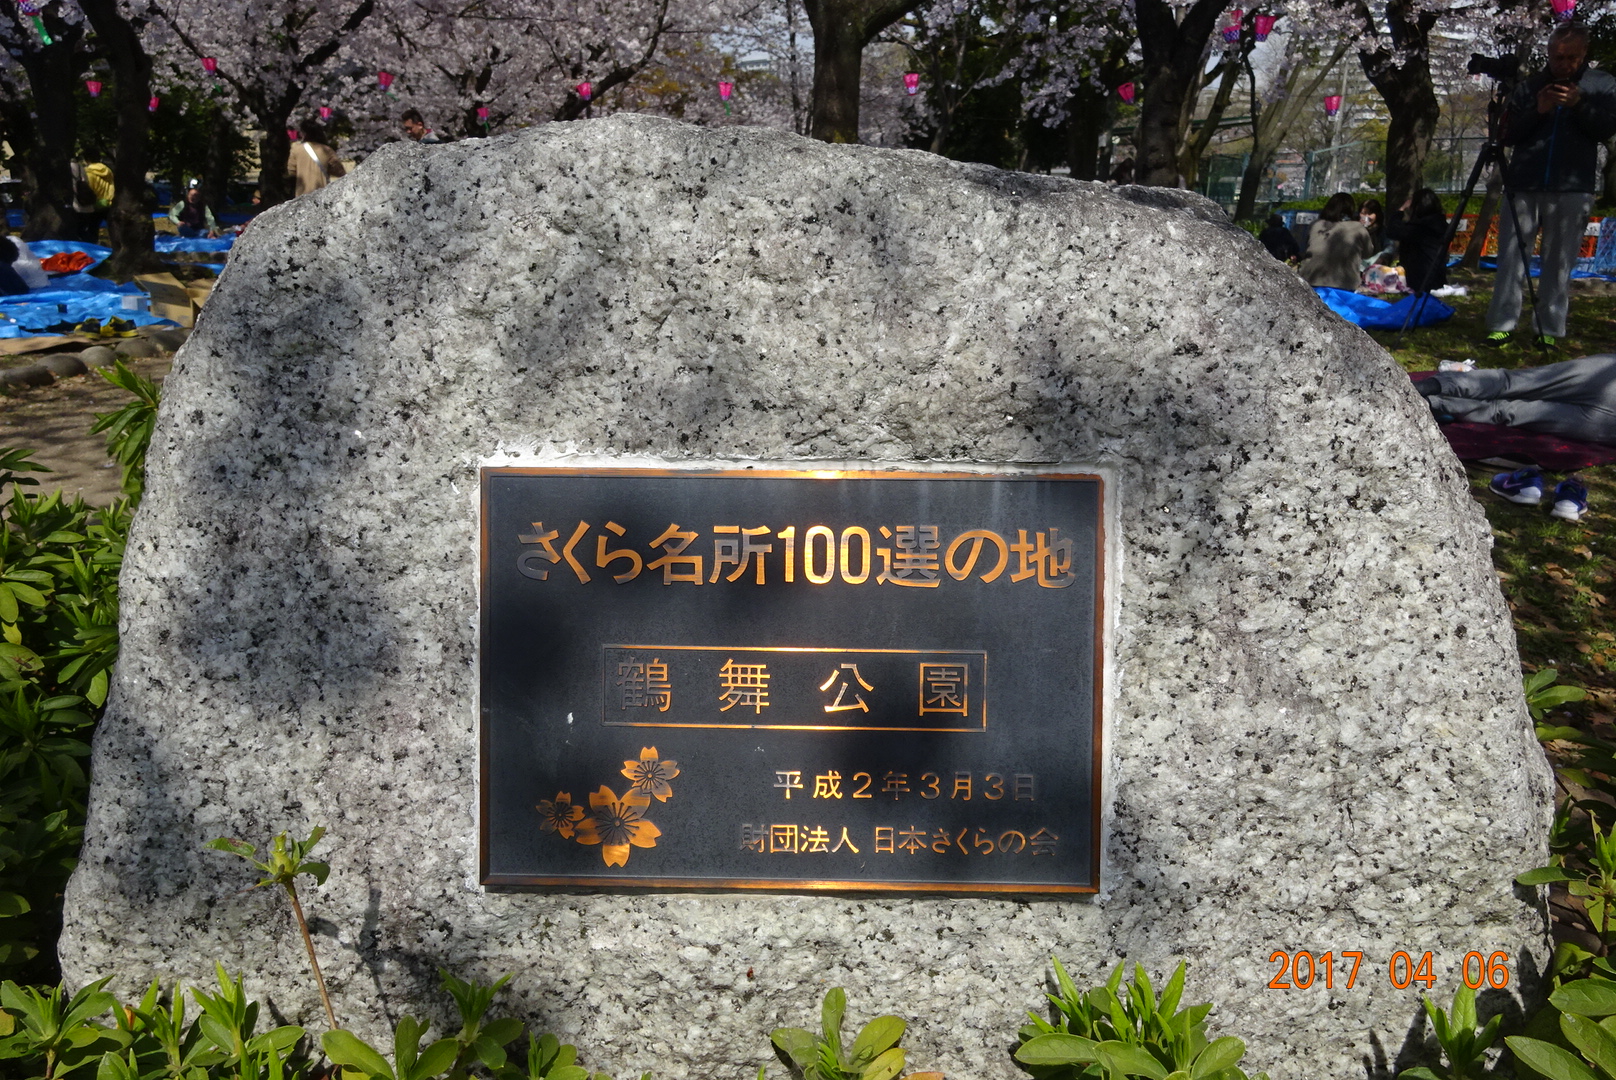 さくら名所100選の地
鶴舞公園
平成2年3月3日
財団法人 日本さくらの会
2017 04 06